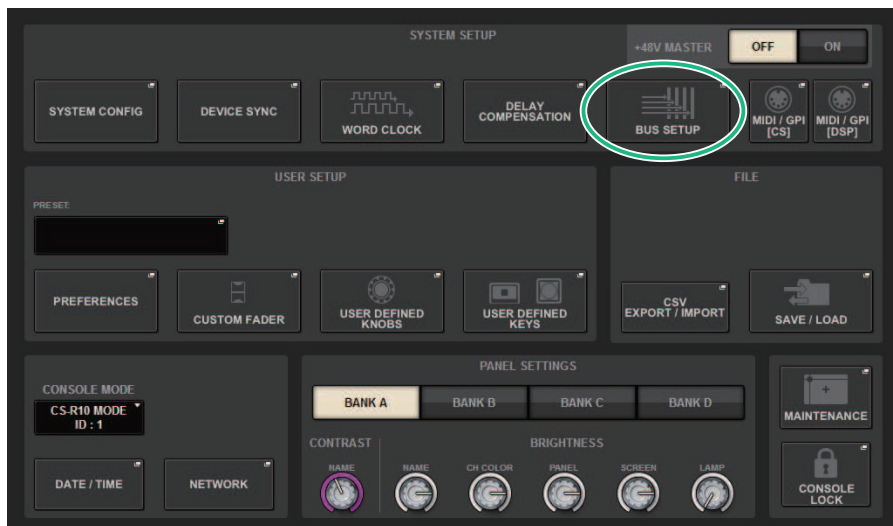 SYSTEM SETUP
+48V MASTER
OFF
ON
SYSTEM CONFIG
DEVICE SYNC
WORD CLOCK
DELAY
COMPENSATION
BUS SETUP
MIDI / GPI
[CS]
MIDI / GPI
[DSP]
USER SETUP
PRESET
PREFERENCES
CUSTOM FADER
USER DEFINED
KNOBS
USER DEFINED
KEYS
FILE
CSV
EXPORT / IMPORT
SAVE / LOAD
CONSOLE MODE
CS-R10 MODE
ID : 1
DATE / TIME
NETWORK
PANEL SETTINGS
BANK A
BANK B
BANK C
BANK D
CONTRAST
BRIGHTNESS
NAME
NAME
CH COLOR
PANEL
SCREEN
LAMP
MAINTENANCE
CONSOLE
LOCK